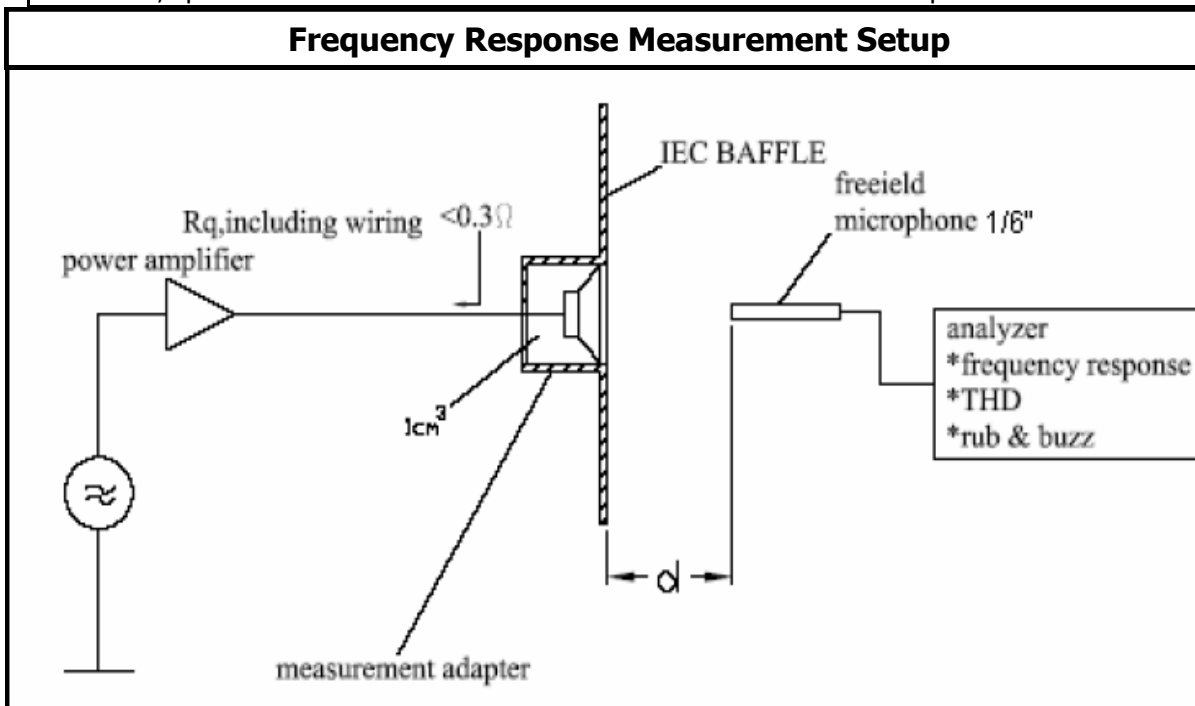 Frequency Response Measurement Setup
IEC BAFFLE
freeield
microphone 1/6"
Rq,including wiring <0.3Ω
power amplifier
analyzer
*frequency response
*THD
*rub & buzz
1cm³
d
measurement adapter